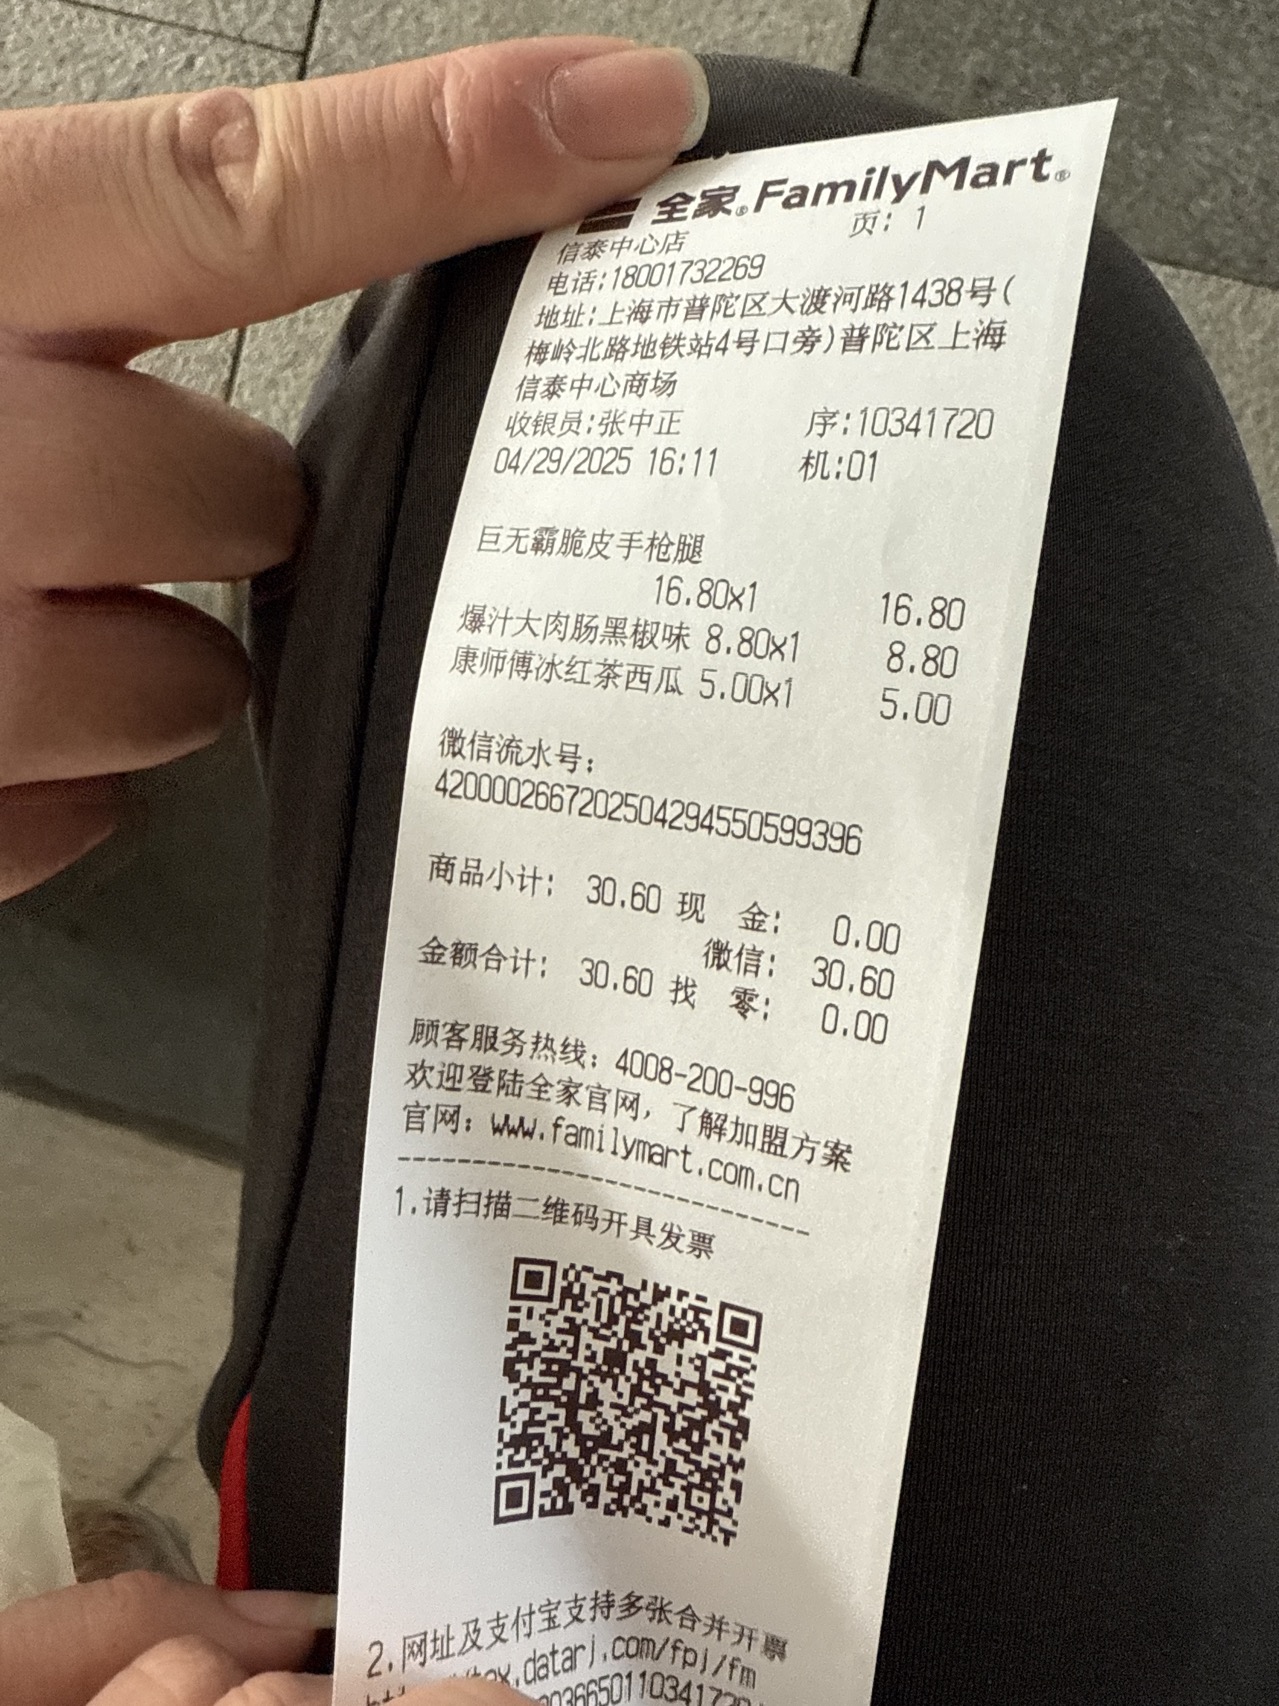 全家® FamilyMart®
页: 1
信泰中心店
电话:18001732269
地址:上海市普陀区大渡河路1438号(
梅岭北路地铁站4号口旁)普陀区上海
信泰中心商场
收银员:张中正 序:10341720
04/29/2025 16:11 机:01
巨无霸脆皮手枪腿
16.80x1 16.80
爆汁大肉肠黑椒味 8.80x1 8.80
康师傅冰红茶西瓜 5.00x1 5.00
微信流水号:
4200002667202504294550599396
商品小计: 30.60 现 金: 0.00
微信: 30.60
金额合计: 30.60 找 零: 0.00
顾客服务热线: 4008-200-996
欢迎登陆全家官网, 了解加盟方案
官网: www.familymart.com.cn
1.请扫描二维码开具发票
2.网址及支付宝支持多张合并开票
.datarj.com/fpj/fm